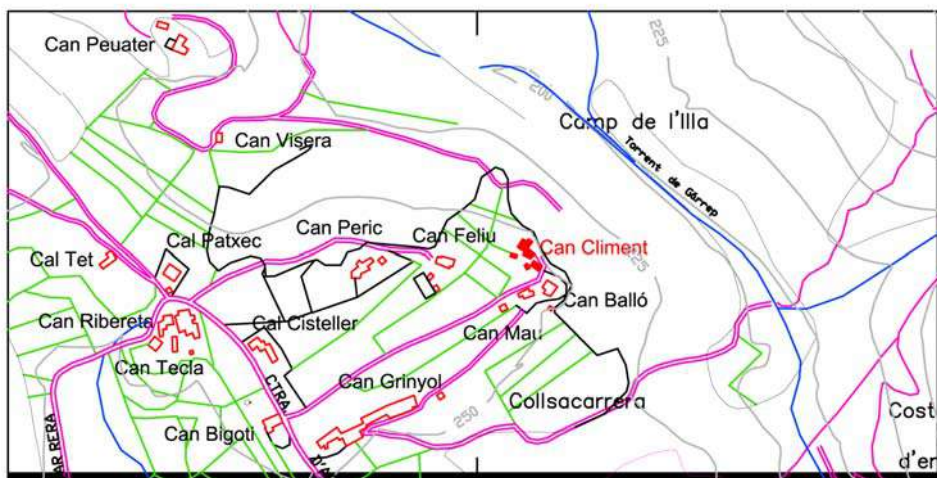 Can Peuater
225
200
Camp de l'Illa
Can Visera
Torrent de Gàrrep
Can Peric
Can Feliu
Can Climent
Cal Patxec
Cal Tet
225
Can Ribereta
Cal Cisteller
Can Mau
Can Balló
Can Tecla
Can Grinyol
CTRA.
Collsacarrera
250
Cost
Can Bigoti
d'en
D'A